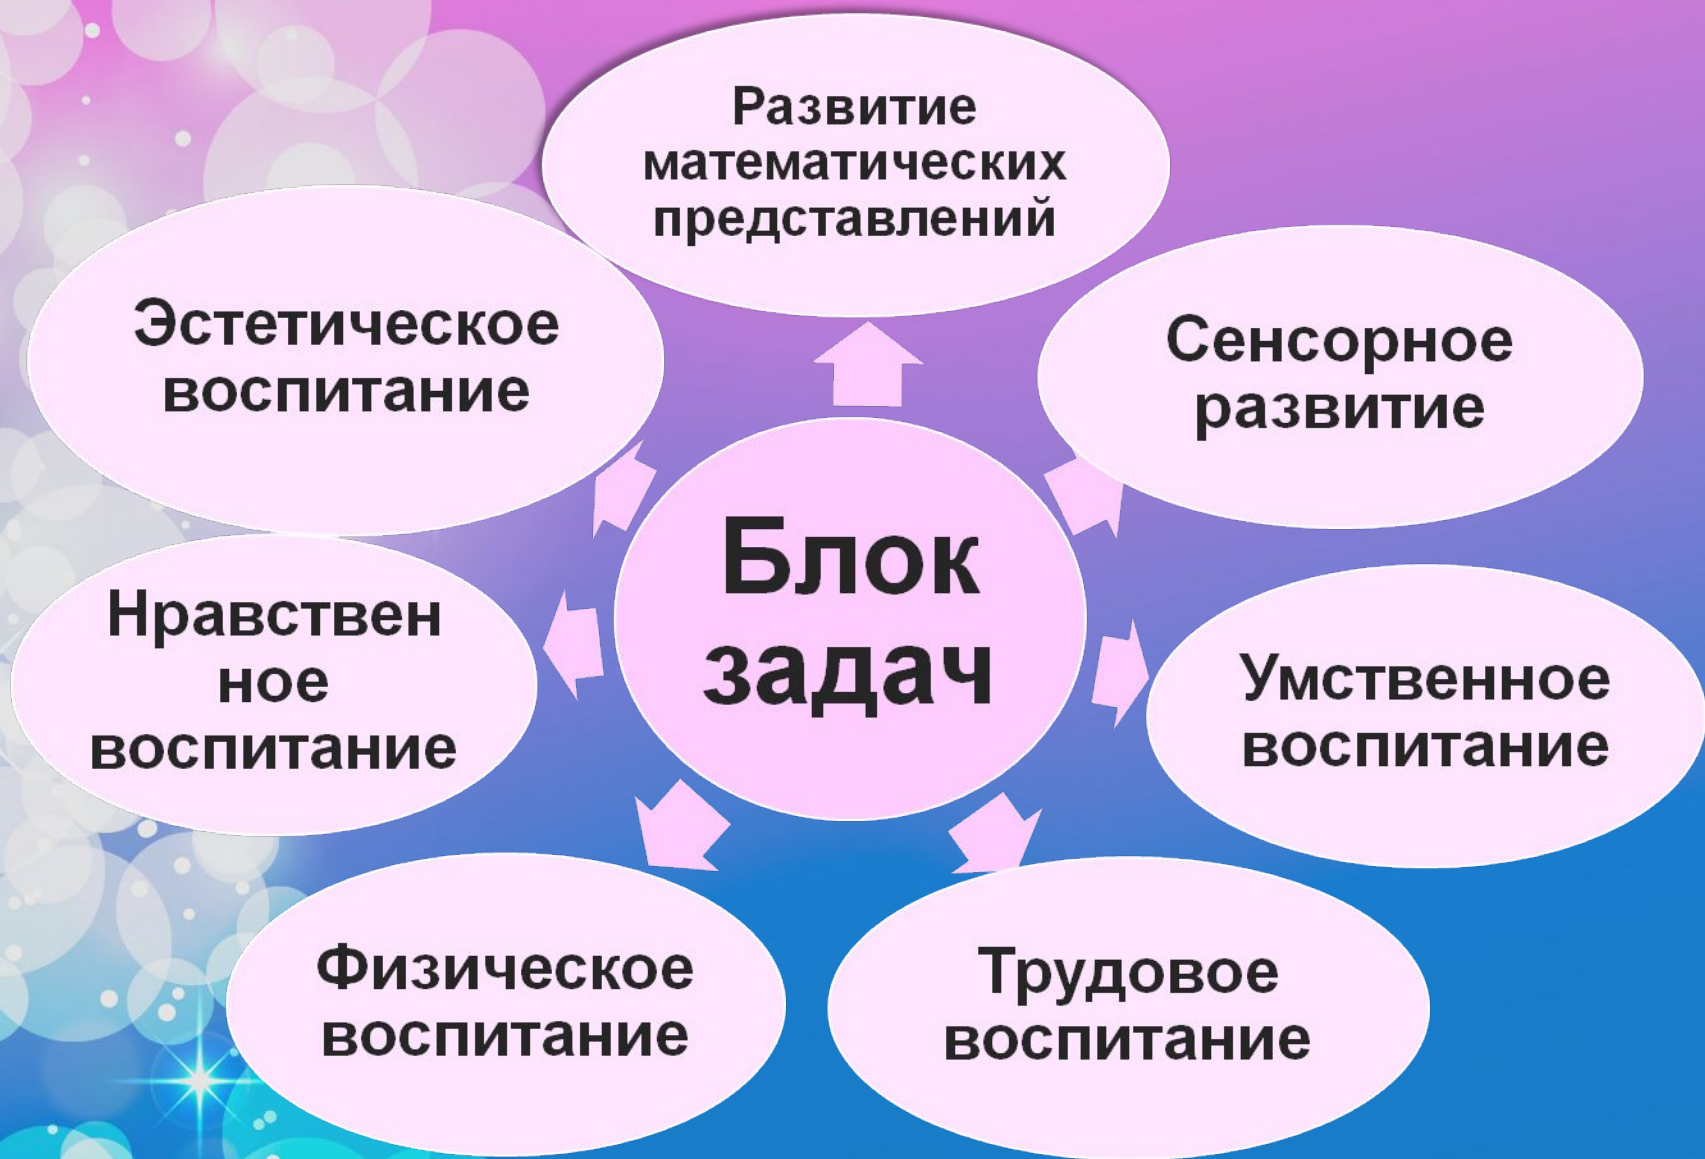 Развитие
математических
представлений
Эстетическое
воспитание
Сенсорное
развитие
Блок
задач
Нравствен
ное
воспитание
Умственное
воспитание
Физическое
воспитание
Трудовое
воспитание